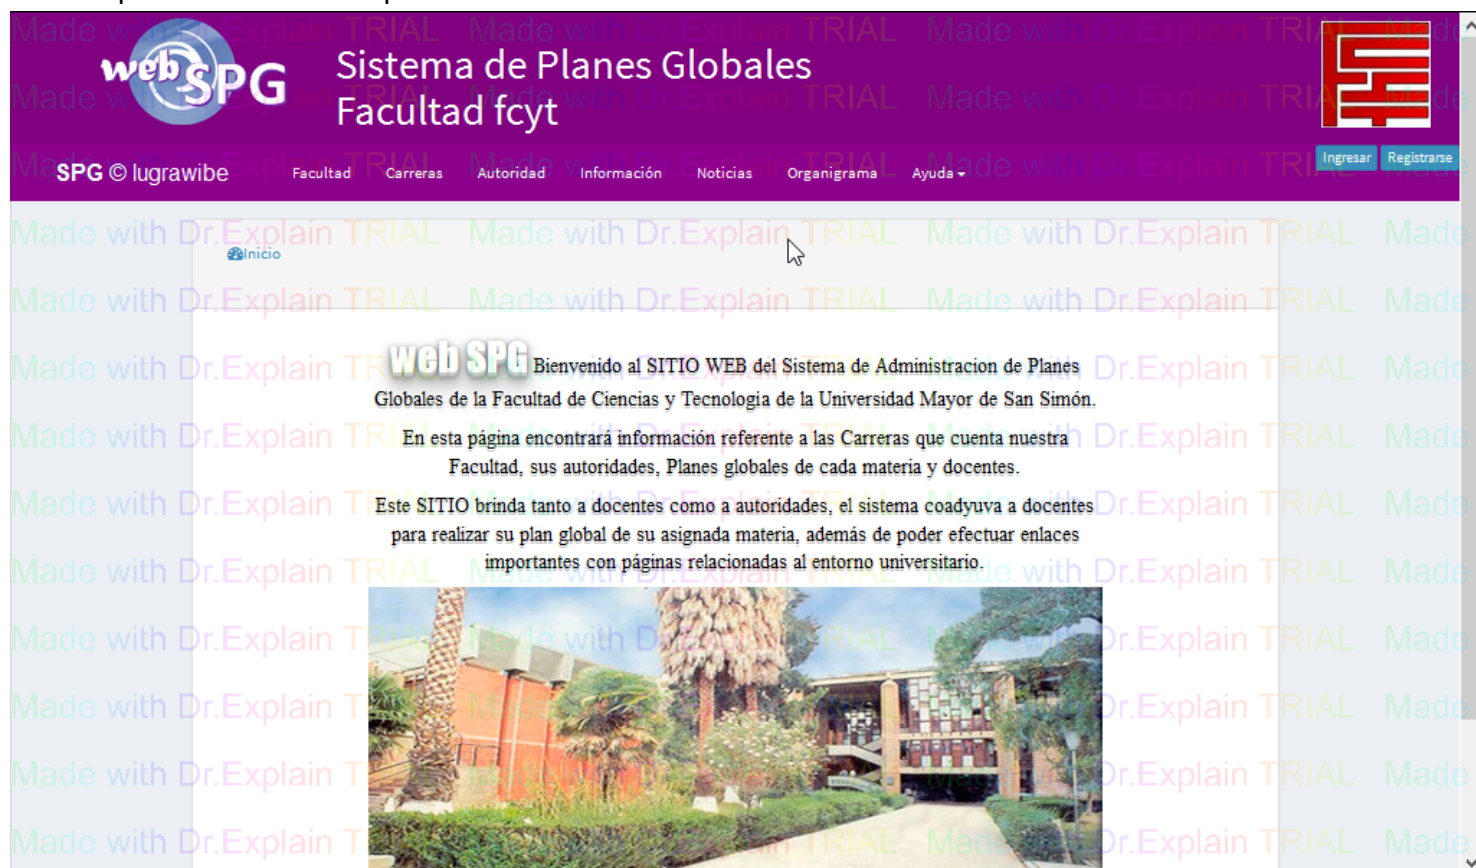 web SPG
Sistema de Planes Globales
Facultad fcyt
SPG © lugrawibe
Facultad
Carreras
Autoridad
Información
Noticias
Organigrama
Ayuda
Ingresar
Registrarse
Inicio
web SPG Bienvenido al SITIO WEB del Sistema de Administracion de Planes
Globales de la Facultad de Ciencias y Tecnologia de la Universidad Mayor de San Simón.
En esta página encontrará información referente a las Carreras que cuenta nuestra
Facultad, sus autoridades, Planes globales de cada materia y docentes.
Este SITIO brinda tanto a docentes como a autoridades, el sistema coadyuva a docentes
para realizar su plan global de su asignada materia, además de poder efectuar enlaces
importantes con páginas relacionadas al entorno universitario.
Made with Dr.Explain TRIAL